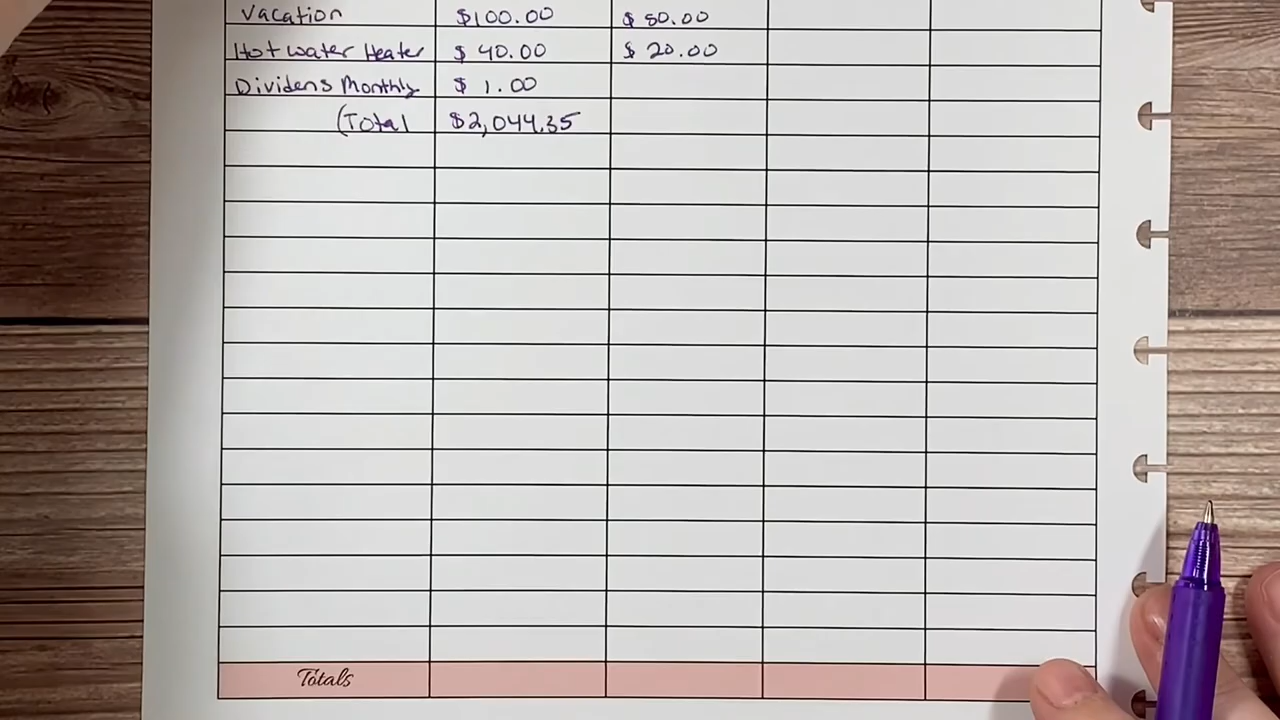 Vacation $100.00 $50.00
Hot water Heater $40.00 $20.00
Dividens Monthly $1.00
(Total $2,044.35
Totals